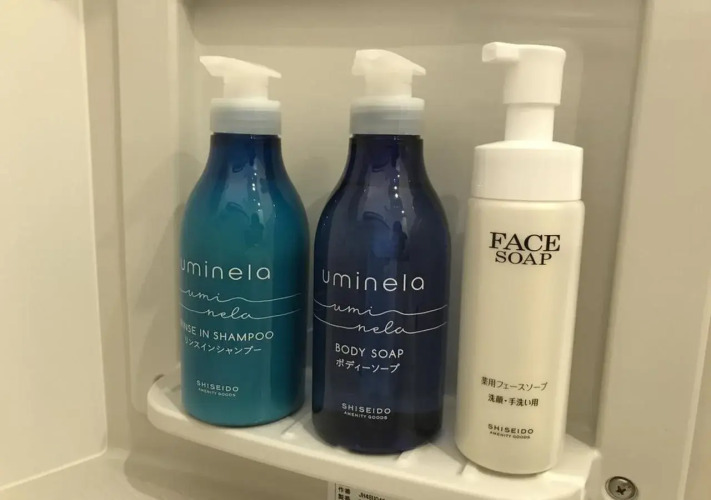 uminela
umi
nela
RINSE IN SHAMPOO
リンスインシャンプー
SHISEIDO
AMENITY GOODS
uminela
umi
nela
BODY SOAP
ボディーソープ
SHISEIDO
AMENITY GOODS
FACE
SOAP
薬用フェースソープ
洗顔・手洗い用
SHISEIDO
AMENITY GOODS